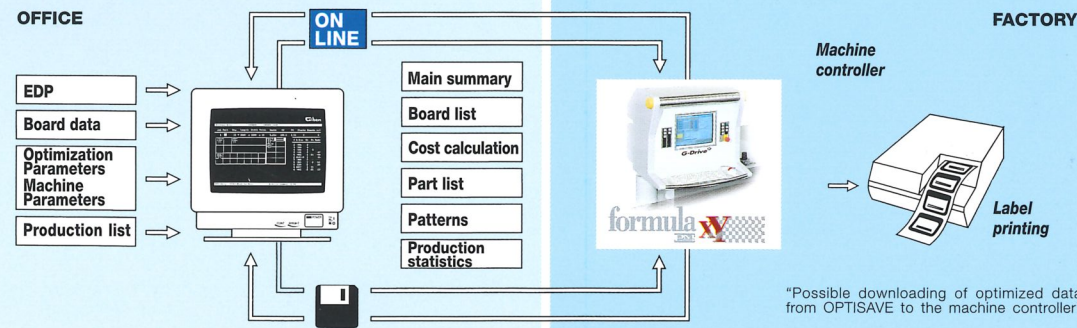 OFFICE
ON
LINE
FACTORY
EDP
Board data
Optimization
Parameters
Machine
Parameters
Production list
Main summary
Board list
Cost calculation
Part list
Patterns
Production
statistics
G-Drive
formula xY
Machine
controller
Label
printing
"Possible downloading of optimized data
from OPTISAVE to the machine controller